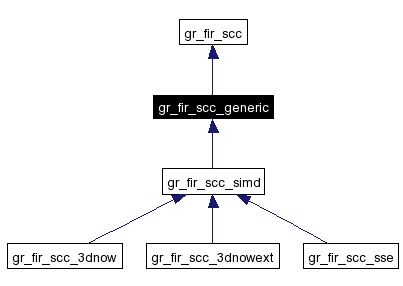 gr_fir_scc
gr_fir_scc_generic
gr_fir_scc_simd
gr_fir_scc_3dnow
gr_fir_scc_3dnowext
gr_fir_scc_sse